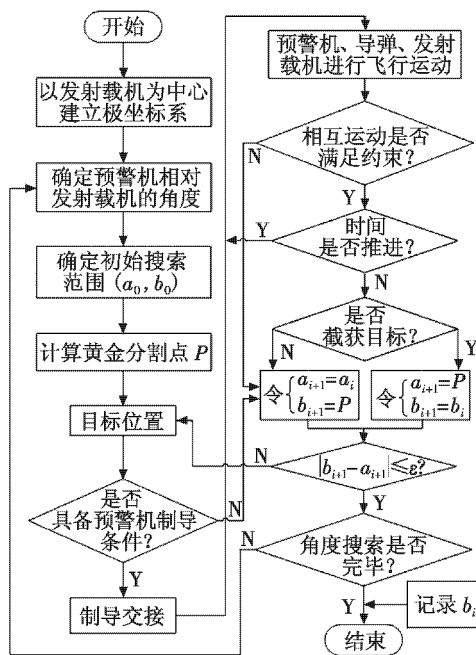 开始
以发射载机为中心
建立极坐标系
确定预警机相对
发射载机的角度
确定初始搜索
范围(a₀,b₀)
计算黄金分割点P
目标位置
是否
具备预警机制导
条件?
N
Y
制导交接
预警机、导弹、发射
载机进行飞行运动
相互运动是否
满足约束?
N
Y
时间
是否推进?
Y
N
是否
截获目标?
N
Y
令{aᵢ₊₁=aᵢ
bᵢ₊₁=P
令{aᵢ₊₁=P
bᵢ₊₁=bᵢ
|bᵢ₊₁-aᵢ₊₁|≤ε?
N
Y
角度搜索是否
完毕?
N
Y
记录bᵢ
结束